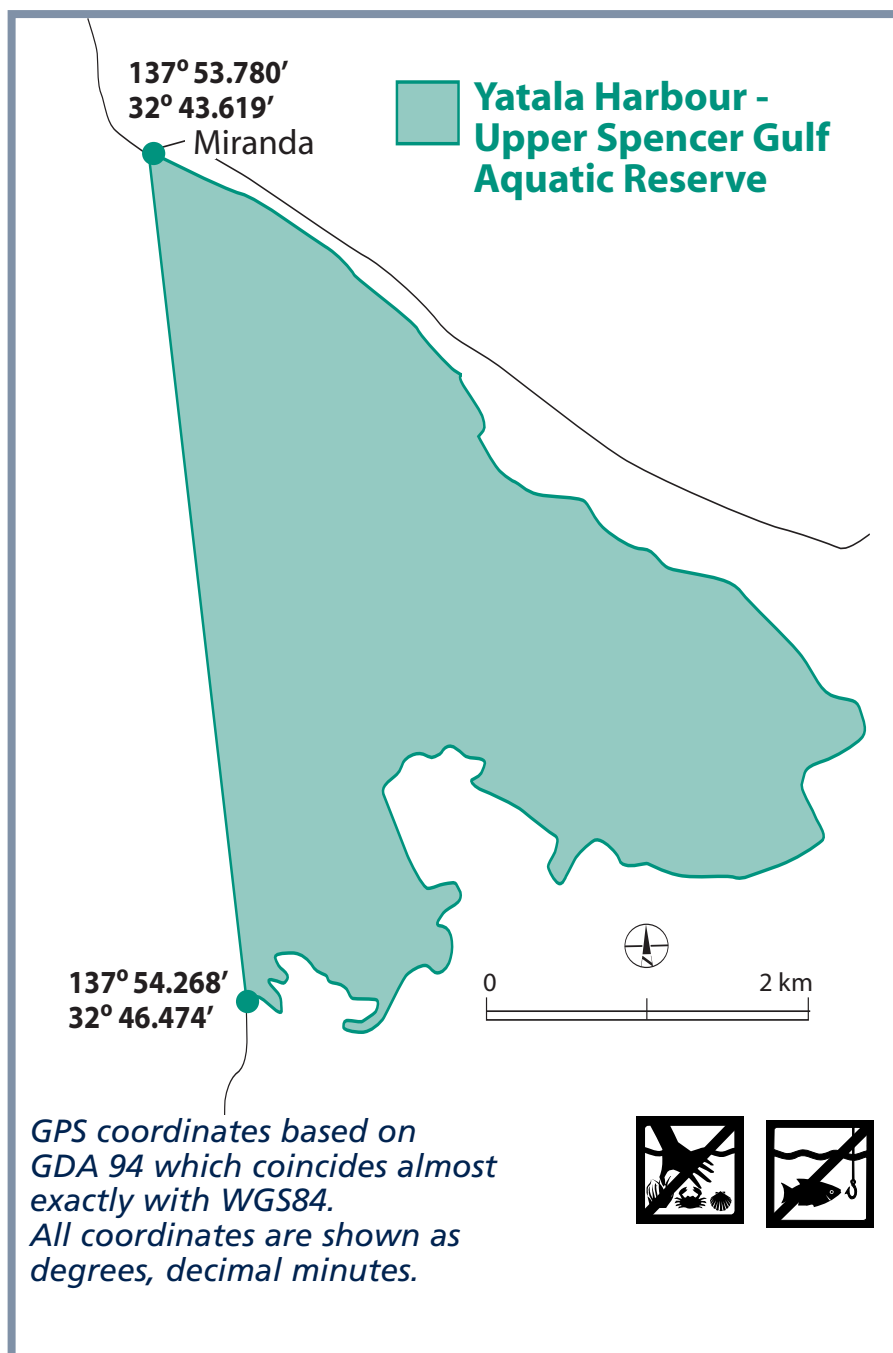 137° 53.780’
32° 43.619’
Miranda
Yatala Harbour -
Upper Spencer Gulf
Aquatic Reserve
137° 54.268’
32° 46.474’
0
2 km
GPS coordinates based on
GDA 94 which coincides almost
exactly with WGS84.
All coordinates are shown as
degrees, decimal minutes.